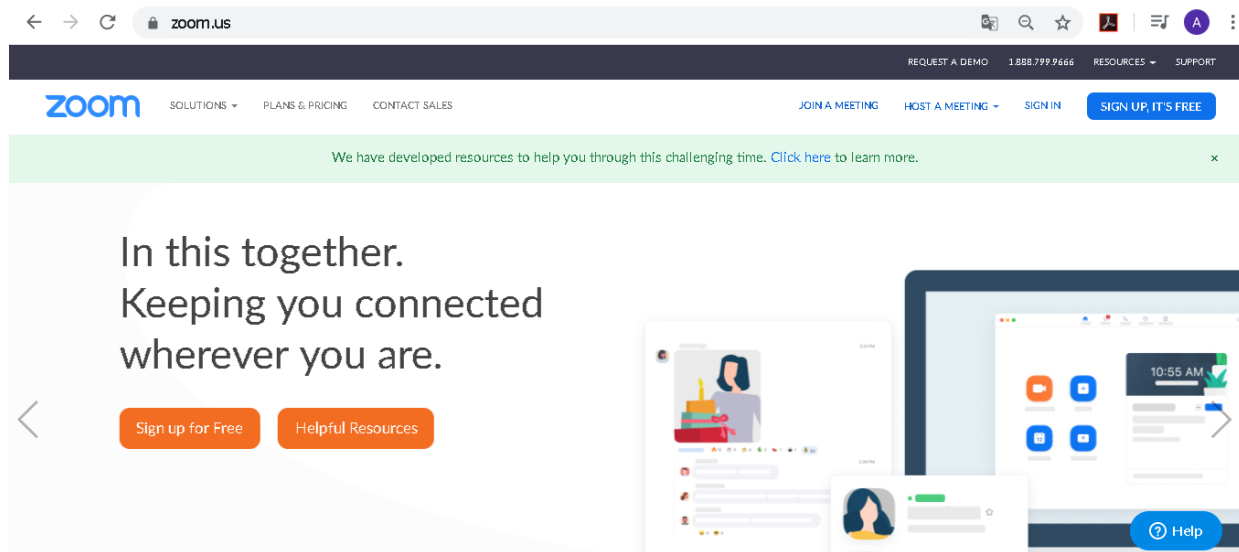 zoom.us
A
REQUEST A DEMO 1.888.799.9666 RESOURCES SUPPORT
zoom SOLUTIONS PLANS & PRICING CONTACT SALES JOIN A MEETING HOST A MEETING SIGN IN SIGN UP, IT'S FREE
We have developed resources to help you through this challenging time. Click here to learn more. ×
In this together.
Keeping you connected
wherever you are.
Sign up for Free Helpful Resources
10:55 AM
Help